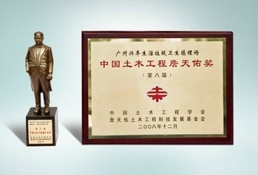 广州兴丰生活垃圾卫生填埋场
中国土木工程詹天佑奖
（第八届）
中国土木工程学会
詹天佑土木工程科技发展基金会
二〇〇八年十二月